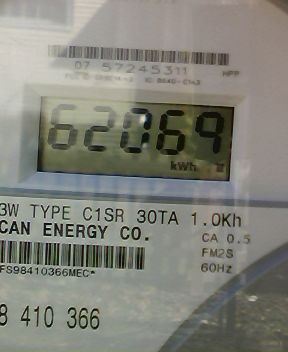 07 57245311 HPP
62069
kWh
3W TYPE C1SR 30TA 1.0Kh
CAN ENERGY CO. CA 0.5
FM2S
FS98410366MEC* 60Hz
8 410 366